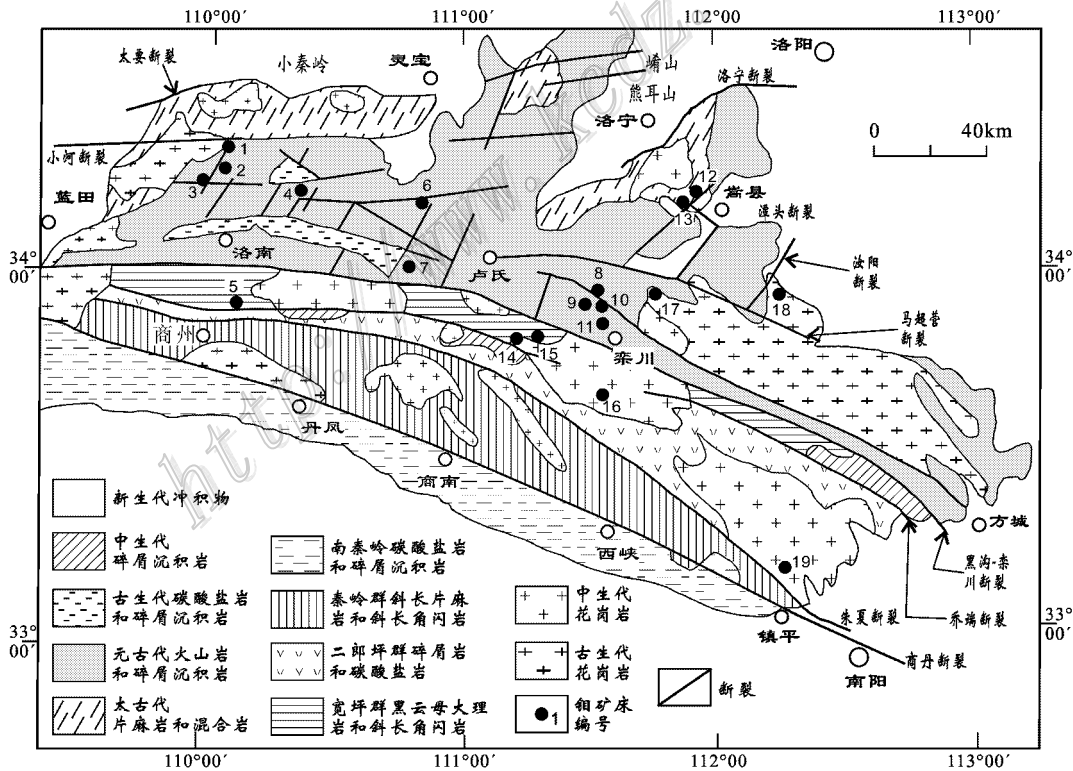 110°00′
111°00′
112°00′
113°00′
太要断裂
小秦岭
灵宝
崤山
熊耳山
洛阳
洛宁断裂
洛宁
0 40km
小河断裂
1
2
3
4
6
12
13
嵩县
潭头断裂
蓝田
洛南
7
卢氏
34°
00′
34°
00′
汝阳
断裂
5
8
9
10
11
17
18
马超营
断裂
商州
14
15
栾川
16
丹凤
商南
西峡
19
镇平
南阳
方城
黑沟-栾
川断裂
乔端断裂
朱夏断裂
商丹断裂
33°
00′
33°
00′
新生代冲积物
中生代
碎屑沉积岩
古生代碳酸盐岩
和碎屑沉积岩
元古代火山岩
和碎屑沉积岩
太古代
片麻岩和混合岩
南秦岭碳酸盐岩
和碎屑沉积岩
秦岭群斜长片麻
岩和斜长角闪岩
二郎坪群碎屑岩
和碳酸盐岩
宽坪群黑云母大理
岩和斜长角闪岩
中生代
花岗岩
古生代
花岗岩
1 钼矿床
编号
断裂
110°00′
111°00′
112°00′
113°00′
http://www.kcdz.